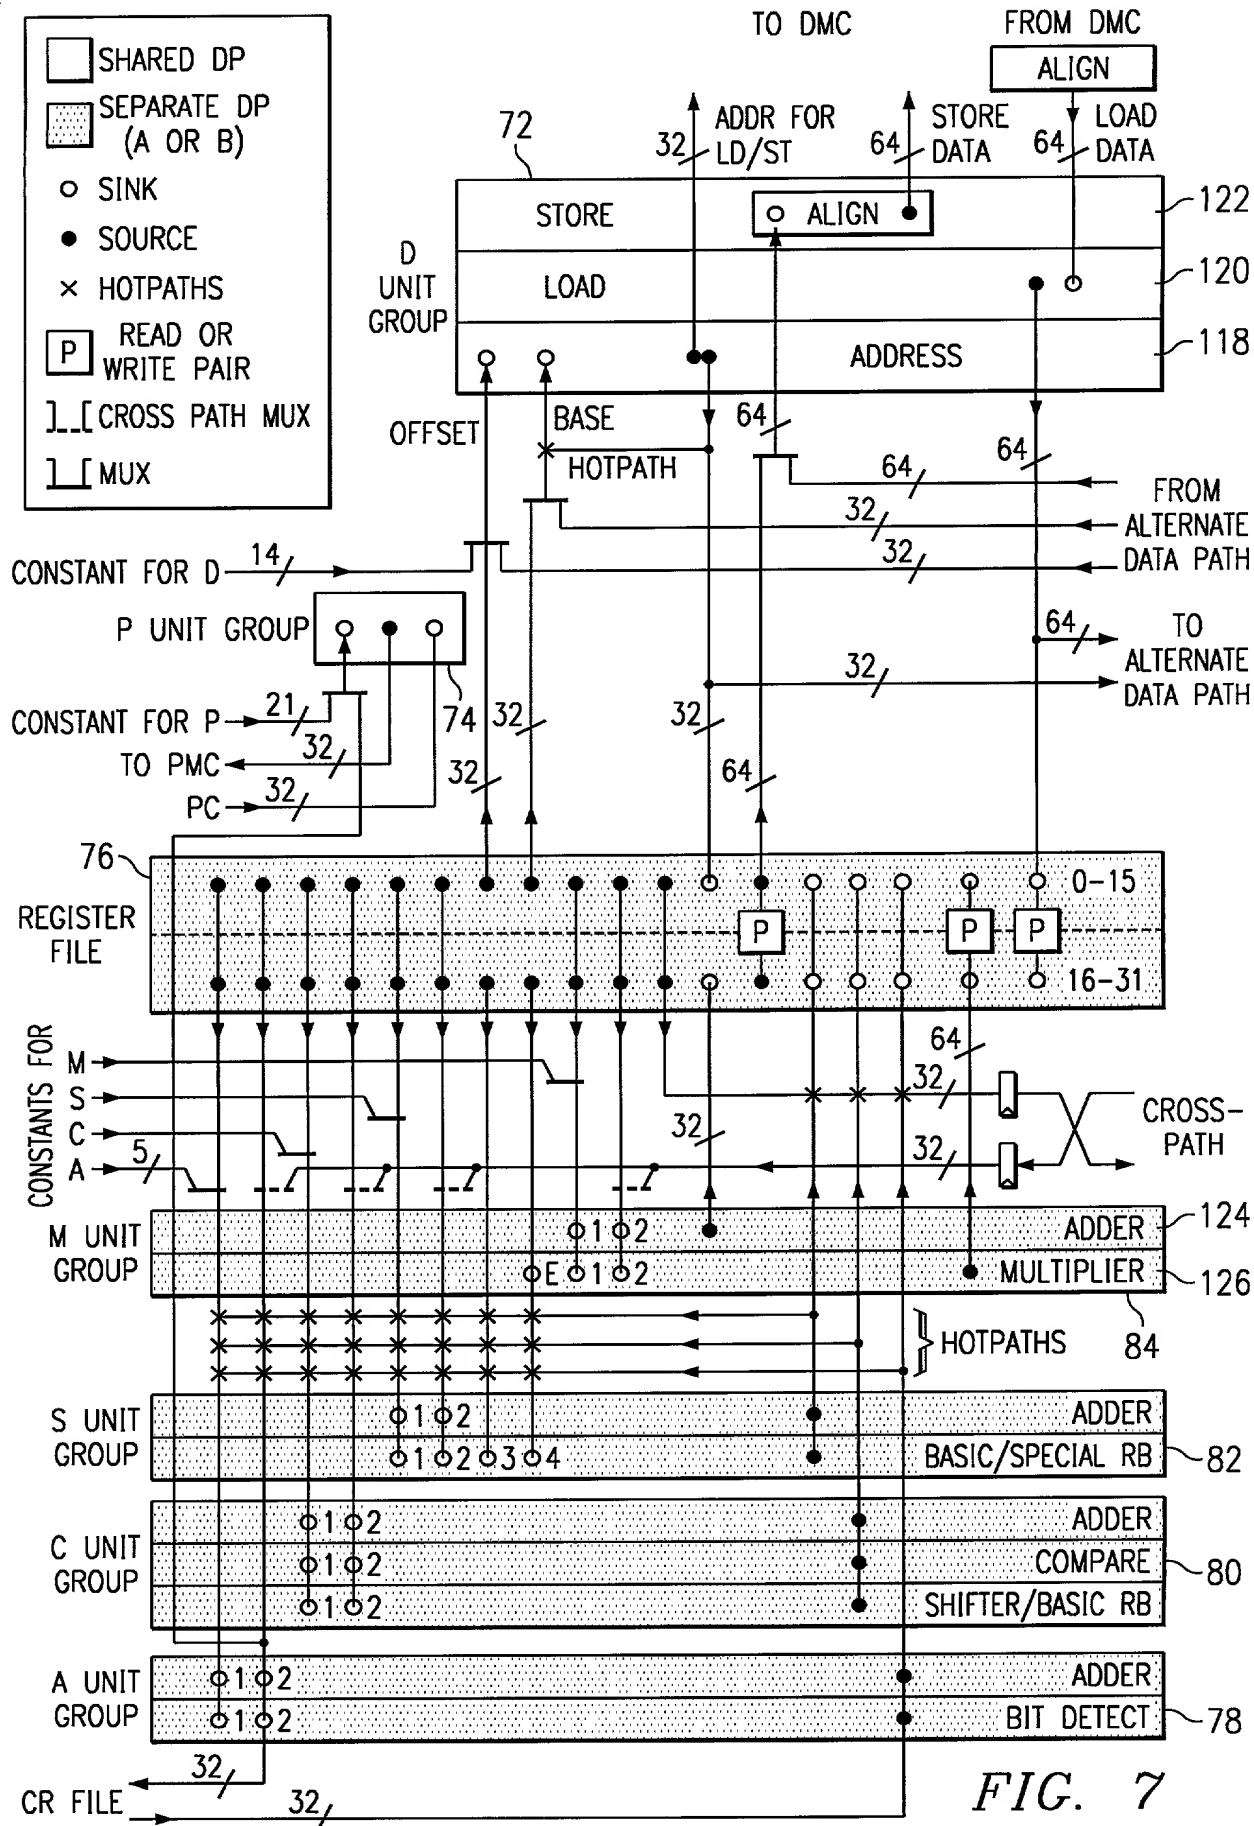 TO DMC
FROM DMC
SHARED DP
SEPARATE DP
(A OR B)
SINK
SOURCE
HOTPATHS
P
READ OR
WRITE PAIR
CROSS PATH MUX
MUX
ALIGN
72
32
ADDR FOR
LD/ST
64
STORE
DATA
64
LOAD
DATA
D
UNIT
GROUP
STORE
ALIGN
122
LOAD
120
ADDRESS
118
OFFSET
BASE
HOTPATH
64
64
64
32
32
FROM
ALTERNATE
DATA PATH
CONSTANT FOR D
14
P UNIT GROUP
74
64
32
TO
ALTERNATE
DATA PATH
CONSTANT FOR P
21
TO PMC
32
PC
32
32
32
32
64
76
REGISTER
FILE
0-15
P
P
P
16-31
CONSTANTS FOR
M
S
C
A
5
64
32
32
32
CROSS-
PATH
M UNIT
GROUP
1
2
ADDER
124
E
1
2
MULTIPLIER
126
84
HOTPATHS
S UNIT
GROUP
1
2
ADDER
1
2
3
4
BASIC/SPECIAL RB
82
C UNIT
GROUP
1
2
ADDER
1
2
COMPARE
80
1
2
SHIFTER/BASIC RB
A UNIT
GROUP
1
2
ADDER
1
2
BIT DETECT
78
CR FILE
32
32
FIG. 7